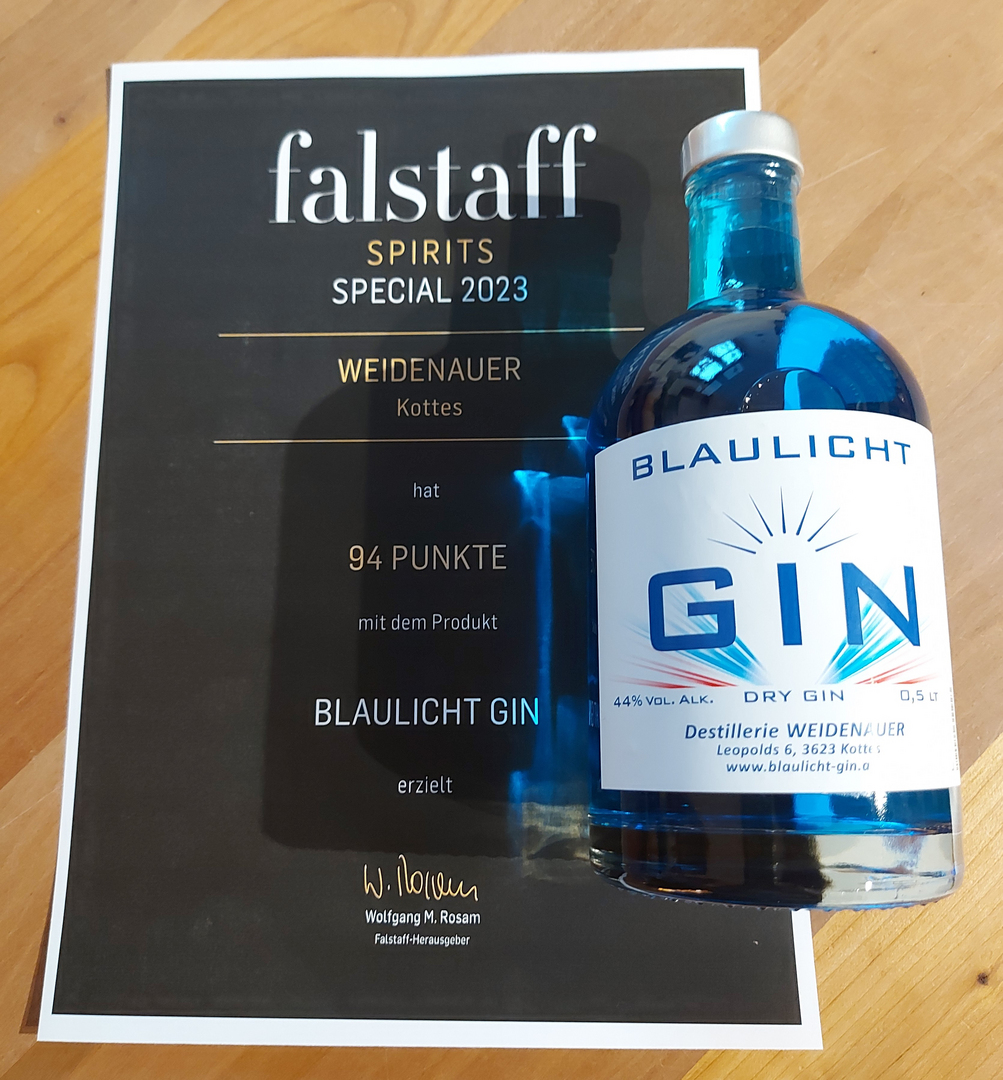 falstaff
SPIRITS
SPECIAL 2023
WEIDENAUER
Kottes
hat
94 PUNKTE
mit dem Produkt
BLAULICHT GIN
erzielt
W. Rosam
Wolfgang M. Rosam
Falstaff-Herausgeber
BLAULICHT
GIN
44% VOL. ALK. DRY GIN 0,5 LT
Destillerie WEIDENAUER
Leopolds 6, 3623 Kottes
www.blaulicht-gin.a